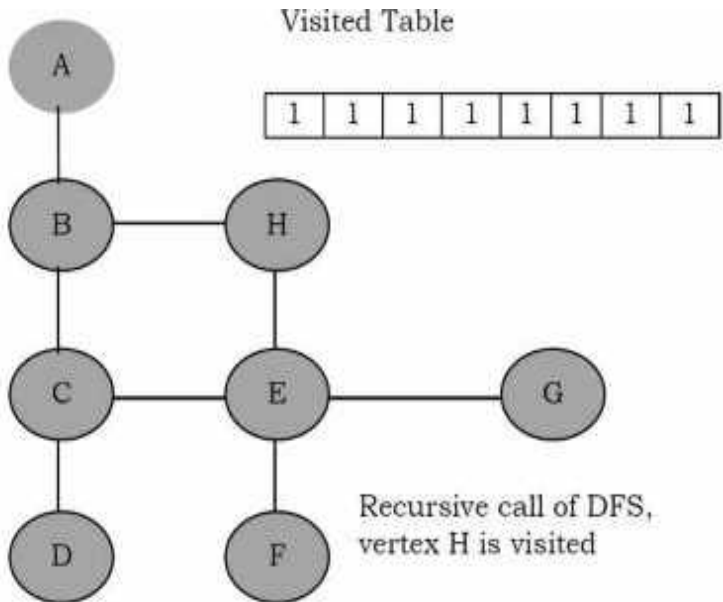 Visited Table
A
1 1 1 1 1 1 1 1
B H
C E G
Recursive call of DFS,
vertex H is visited
D F